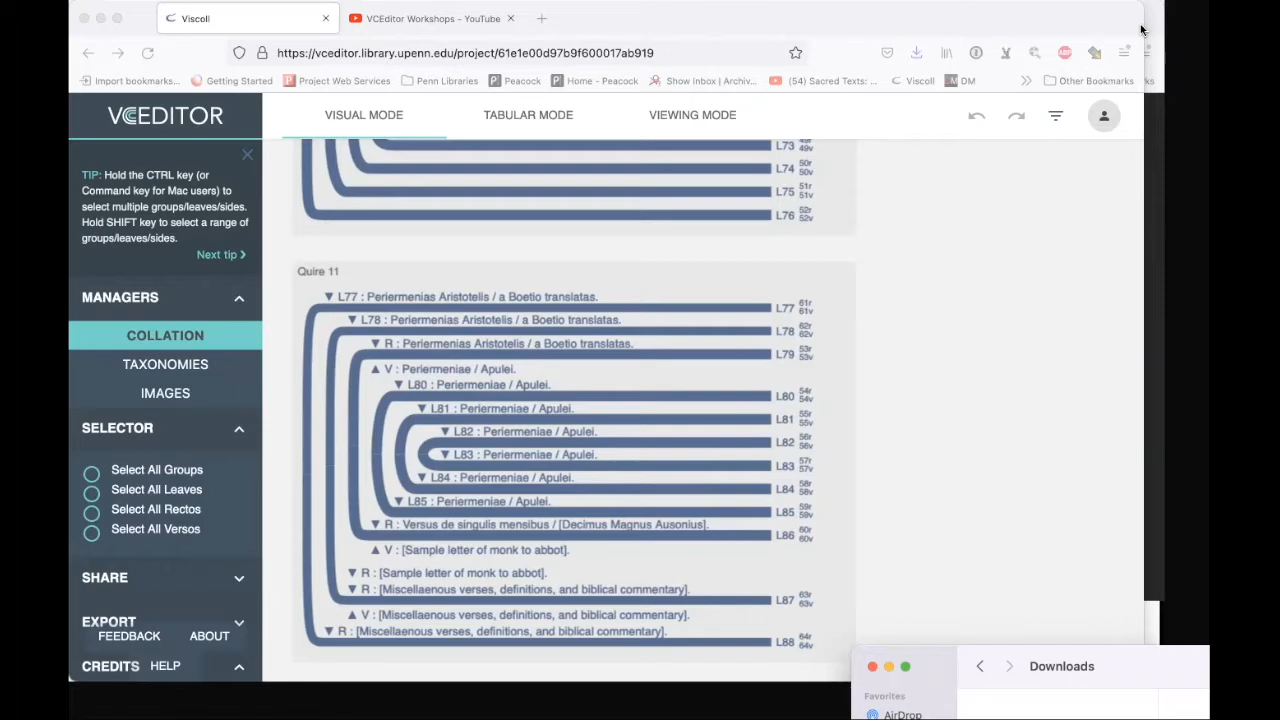 Viscoll
VCEditor Workshops - YouTube
https://vceditor.library.upenn.edu/project/61e1e00d97b9f600017ab919
Import bookmarks...
Getting Started
Project Web Services
Penn Libraries
Peacock
Home - Peacock
Show Inbox | Archiv...
(54) Sacred Texts: ...
Viscoll
DM
Other Bookmarks
VCEDITOR
VISUAL MODE
TABULAR MODE
VIEWING MODE
TIP: Hold the CTRL key (or
Command key for Mac users) to
select multiple groups/leaves/sides.
Hold SHIFT key to select a range of
groups/leaves/sides.
Next tip
MANAGERS
COLLATION
TAXONOMIES
IMAGES
SELECTOR
Select All Groups
Select All Leaves
Select All Rectos
Select All Versos
SHARE
EXPORT
FEEDBACK
ABOUT
CREDITS
HELP
L73 49r
49v
L74 50r
50v
L75 51r
51v
L76 52r
52v
Quire 11
▼ L77 : Periermenias Aristotelis / a Boetio translatas.
L77 61r
61v
▼ L78 : Periermenias Aristotelis / a Boetio translatas.
L78 62r
62v
▼ R : Periermenias Aristotelis / a Boetio translatas.
L79 53r
53v
▲ V : Periermeniae / Apulei.
▼ L80 : Periermeniae / Apulei.
L80 54r
54v
▼ L81 : Periermeniae / Apulei.
L81 55r
55v
▼ L82 : Periermeniae / Apulei.
L82 56r
56v
▼ L83 : Periermeniae / Apulei.
L83 57r
57v
▼ L84 : Periermeniae / Apulei.
L84 58r
58v
▼ L85 : Periermeniae / Apulei.
L85 59r
59v
▼ R : Versus de singulis mensibus / [Decimus Magnus Ausonius].
L86 60r
60v
▲ V : [Sample letter of monk to abbot].
▼ R : [Sample letter of monk to abbot].
▼ R : [Miscellaenous verses, definitions, and biblical commentary].
L87 63r
63v
▲ V : [Miscellaenous verses, definitions, and biblical commentary].
▼ R : [Miscellaenous verses, definitions, and biblical commentary].
L88 64r
64v
Downloads
Favorites
AirDrop